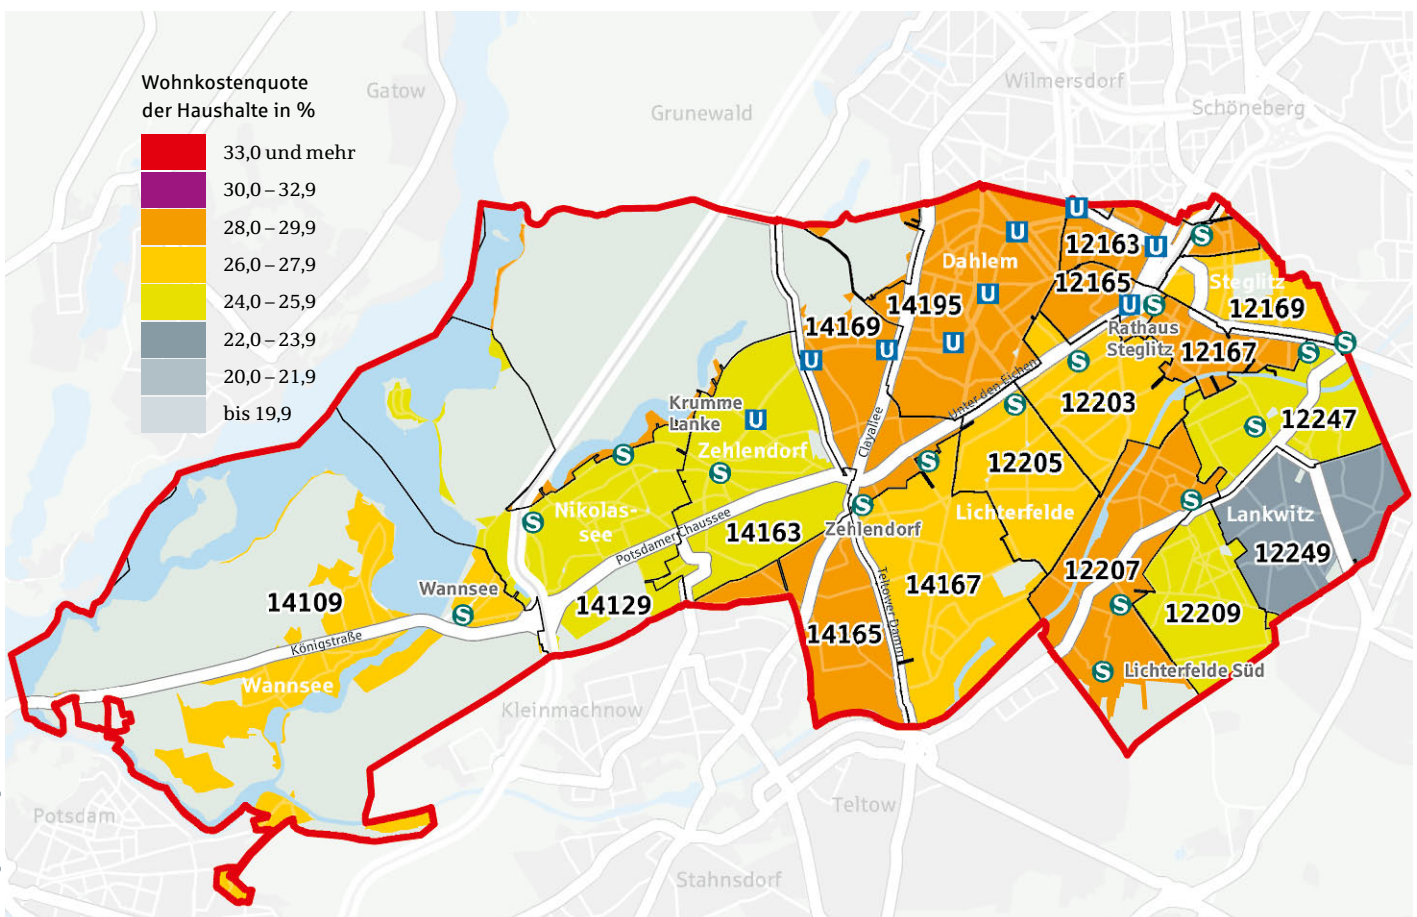 Wohnkostenquote
der Haushalte in %
33,0 und mehr
30,0 – 32,9
28,0 – 29,9
26,0 – 27,9
24,0 – 25,9
22,0 – 23,9
20,0 – 21,9
bis 19,9
Gatow
Grunewald
Wilmersdorf
Schöneberg
U
U
S
12163
U
Dahlem
12165
Steglitz
U
14195
U
S
12169
14169
Rathaus
Steglitz
U
U
U
S
12167
S
S
Unter den Eichen
Krumme
Lanke
S
12203
U
Clayallee
S
12247
Zehlendorf
S
S
12205
S
S
Nikolas-
see
S
Lichterfelde
Lankwitz
S
Potsdamer Chaussee
14163
Zehlendorf
12249
Wannsee
14109
S
14129
Teltower Damm
14167
12207
S
12209
Königstraße
14165
S
Lichterfelde Süd
Wannsee
Kleinmachnow
Teltow
Potsdam
Stahnsdorf